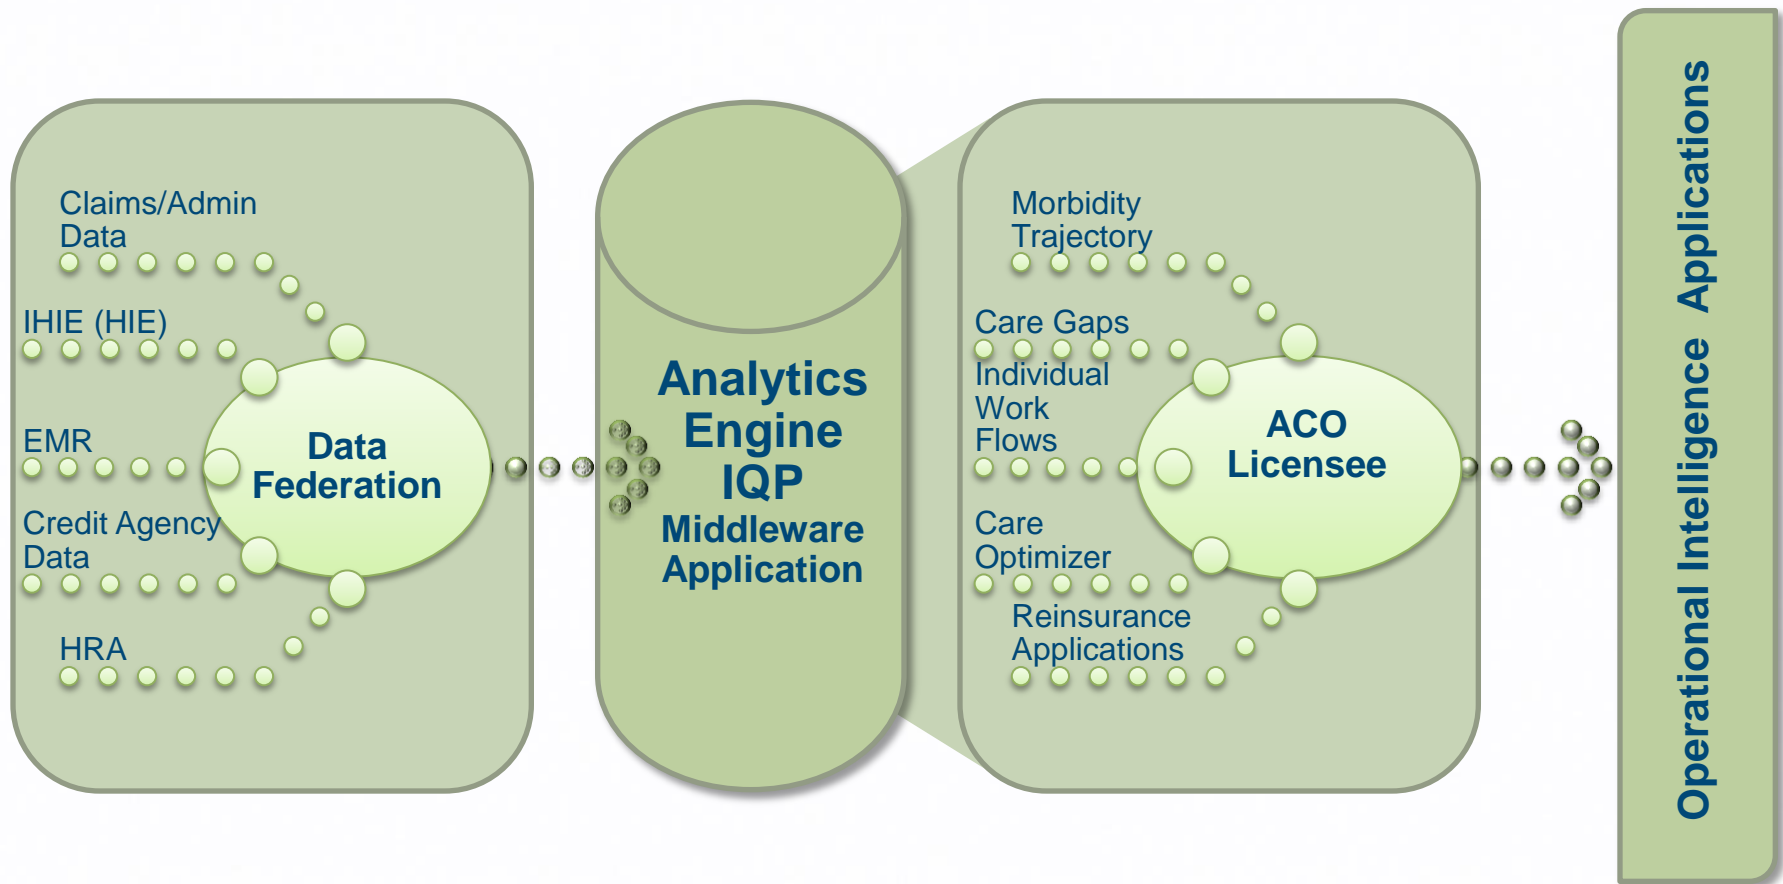 Claims/Admin
Data
IHIE (HIE)
EMR
Credit Agency
Data
HRA
Data
Federation
Analytics
Engine
IQP
Middleware
Application
Morbidity
Trajectory
Care Gaps
Individual
Work
Flows
Care
Optimizer
Reinsurance
Applications
ACO
Licensee
Operational Intelligence Applications